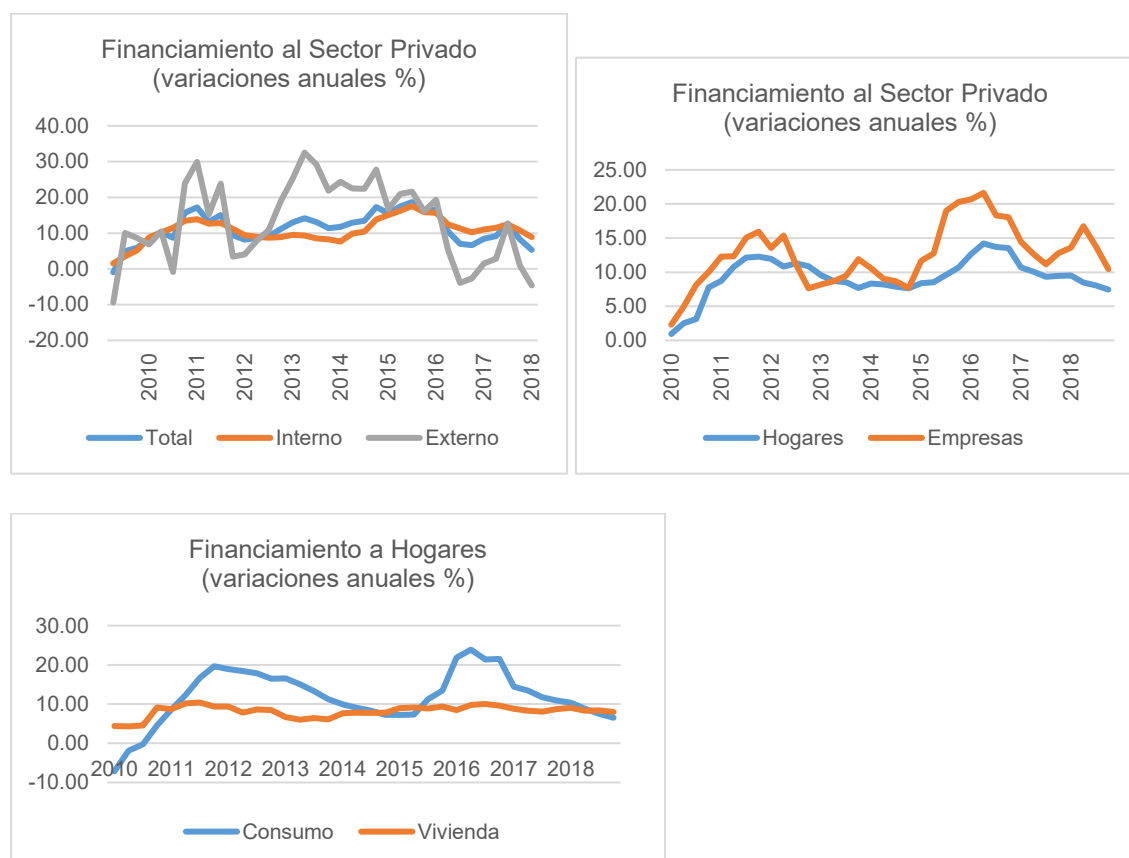 Financiamiento al Sector Privado
(variaciones anuales %)
40.00
30.00
20.00
10.00
0.00
-10.00
-20.00
2010
2011
2012
2013
2014
2015
2016
2017
2018
Total
Interno
Externo
Financiamiento al Sector Privado
(variaciones anuales %)
25.00
20.00
15.00
10.00
5.00
0.00
2010
2011
2012
2013
2014
2015
2016
2017
2018
Hogares
Empresas
Financiamiento a Hogares
(variaciones anuales %)
30.00
20.00
10.00
0.00
-10.00
2010 2011 2012 2013 2014 2015 2016 2017 2018
Consumo
Vivienda